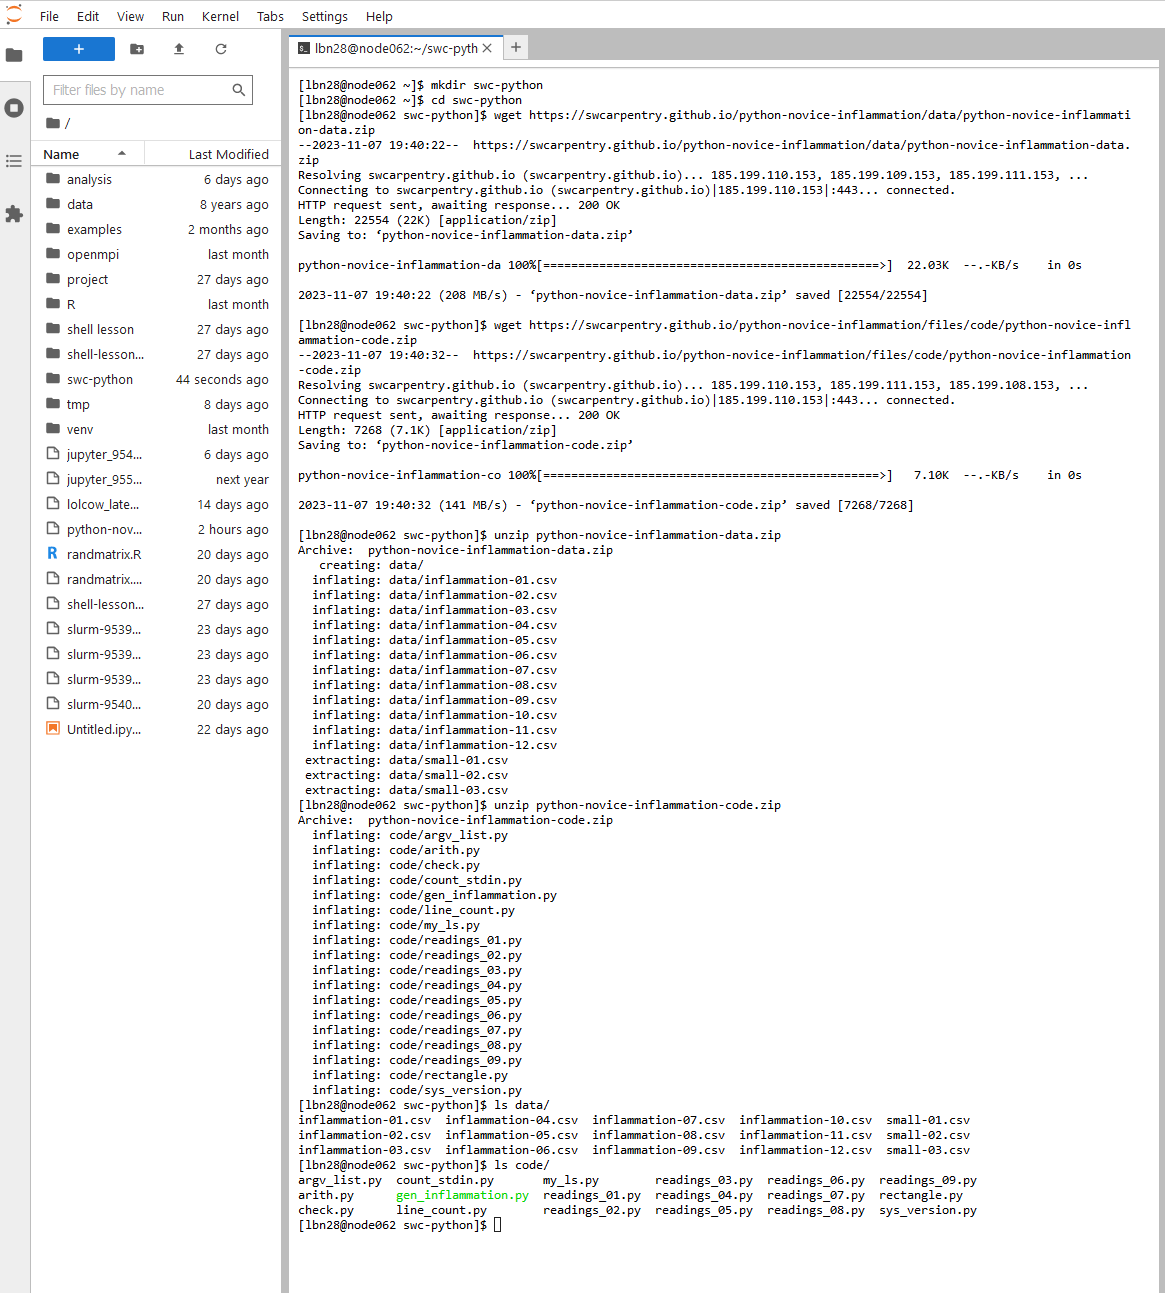 File Edit View Run Kernel Tabs Settings Help
+
Filter files by name
/
Name Last Modified
analysis 6 days ago
data 8 years ago
examples 2 months ago
openmpi last month
project 27 days ago
R last month
shell lesson 27 days ago
shell-lesson... 27 days ago
swc-python 44 seconds ago
tmp 8 days ago
venv last month
jupyter_954... 6 days ago
jupyter_955... next year
lolcow_late... 14 days ago
python-nov... 2 hours ago
randmatrix.R 20 days ago
randmatrix.... 20 days ago
shell-lesson... 27 days ago
slurm-9539... 23 days ago
slurm-9539... 23 days ago
slurm-9539... 23 days ago
slurm-9540... 20 days ago
Untitled.ipy... 22 days ago
lbn28@node062:~/swc-pyth × +
[lbn28@node062 ~]$ mkdir swc-python
[lbn28@node062 ~]$ cd swc-python
[lbn28@node062 swc-python]$ wget https://swcarpentry.github.io/python-novice-inflammation/data/python-novice-inflammati
on-data.zip
--2023-11-07 19:40:22--  https://swcarpentry.github.io/python-novice-inflammation/data/python-novice-inflammation-data.
zip
Resolving swcarpentry.github.io (swcarpentry.github.io)... 185.199.110.153, 185.199.109.153, 185.199.111.153, ...
Connecting to swcarpentry.github.io (swcarpentry.github.io)|185.199.110.153|:443... connected.
HTTP request sent, awaiting response... 200 OK
Length: 22554 (22K) [application/zip]
Saving to: ‘python-novice-inflammation-data.zip’
python-novice-inflammation-da 100%[================================================>]  22.03K  --.-KB/s    in 0s
2023-11-07 19:40:22 (208 MB/s) - ‘python-novice-inflammation-data.zip’ saved [22554/22554]
[lbn28@node062 swc-python]$ wget https://swcarpentry.github.io/python-novice-inflammation/files/code/python-novice-infl
ammation-code.zip
--2023-11-07 19:40:32--  https://swcarpentry.github.io/python-novice-inflammation/files/code/python-novice-inflammation
-code.zip
Resolving swcarpentry.github.io (swcarpentry.github.io)... 185.199.110.153, 185.199.111.153, 185.199.108.153, ...
Connecting to swcarpentry.github.io (swcarpentry.github.io)|185.199.110.153|:443... connected.
HTTP request sent, awaiting response... 200 OK
Length: 7268 (7.1K) [application/zip]
Saving to: ‘python-novice-inflammation-code.zip’
python-novice-inflammation-co 100%[================================================>]   7.10K  --.-KB/s    in 0s
2023-11-07 19:40:32 (141 MB/s) - ‘python-novice-inflammation-code.zip’ saved [7268/7268]
[lbn28@node062 swc-python]$ unzip python-novice-inflammation-data.zip
Archive:  python-novice-inflammation-data.zip
creating: data/
inflating: data/inflammation-01.csv
inflating: data/inflammation-02.csv
inflating: data/inflammation-03.csv
inflating: data/inflammation-04.csv
inflating: data/inflammation-05.csv
inflating: data/inflammation-06.csv
inflating: data/inflammation-07.csv
inflating: data/inflammation-08.csv
inflating: data/inflammation-09.csv
inflating: data/inflammation-10.csv
inflating: data/inflammation-11.csv
inflating: data/inflammation-12.csv
extracting: data/small-01.csv
extracting: data/small-02.csv
extracting: data/small-03.csv
[lbn28@node062 swc-python]$ unzip python-novice-inflammation-code.zip
Archive:  python-novice-inflammation-code.zip
inflating: code/argv_list.py
inflating: code/arith.py
inflating: code/check.py
inflating: code/count_stdin.py
inflating: code/gen_inflammation.py
inflating: code/line_count.py
inflating: code/my_ls.py
inflating: code/readings_01.py
inflating: code/readings_02.py
inflating: code/readings_03.py
inflating: code/readings_04.py
inflating: code/readings_05.py
inflating: code/readings_06.py
inflating: code/readings_07.py
inflating: code/readings_08.py
inflating: code/readings_09.py
inflating: code/rectangle.py
inflating: code/sys_version.py
[lbn28@node062 swc-python]$ ls data/
inflammation-01.csv  inflammation-04.csv  inflammation-07.csv  inflammation-10.csv  small-01.csv
inflammation-02.csv  inflammation-05.csv  inflammation-08.csv  inflammation-11.csv  small-02.csv
inflammation-03.csv  inflammation-06.csv  inflammation-09.csv  inflammation-12.csv  small-03.csv
[lbn28@node062 swc-python]$ ls code/
argv_list.py  count_stdin.py       my_ls.py        readings_03.py  readings_06.py  readings_09.py
arith.py      gen_inflammation.py  readings_01.py  readings_04.py  readings_07.py  rectangle.py
check.py      line_count.py        readings_02.py  readings_05.py  readings_08.py  sys_version.py
[lbn28@node062 swc-python]$